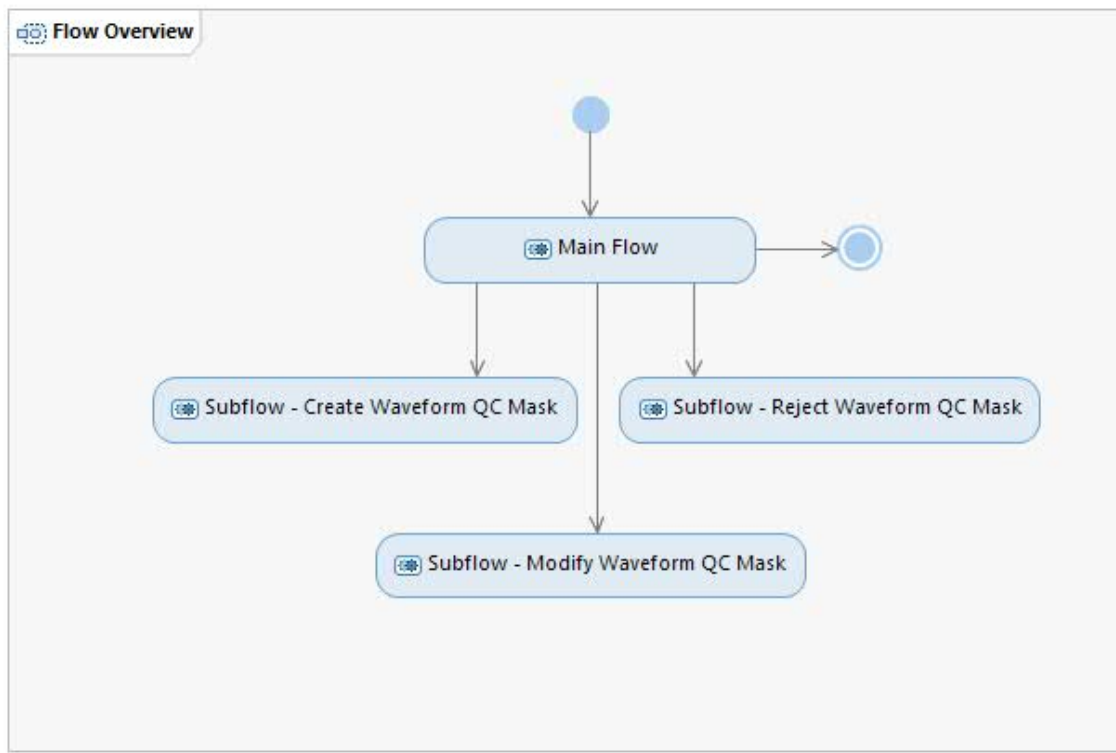 Flow Overview
Main Flow
Subflow - Create Waveform QC Mask
Subflow - Reject Waveform QC Mask
Subflow - Modify Waveform QC Mask